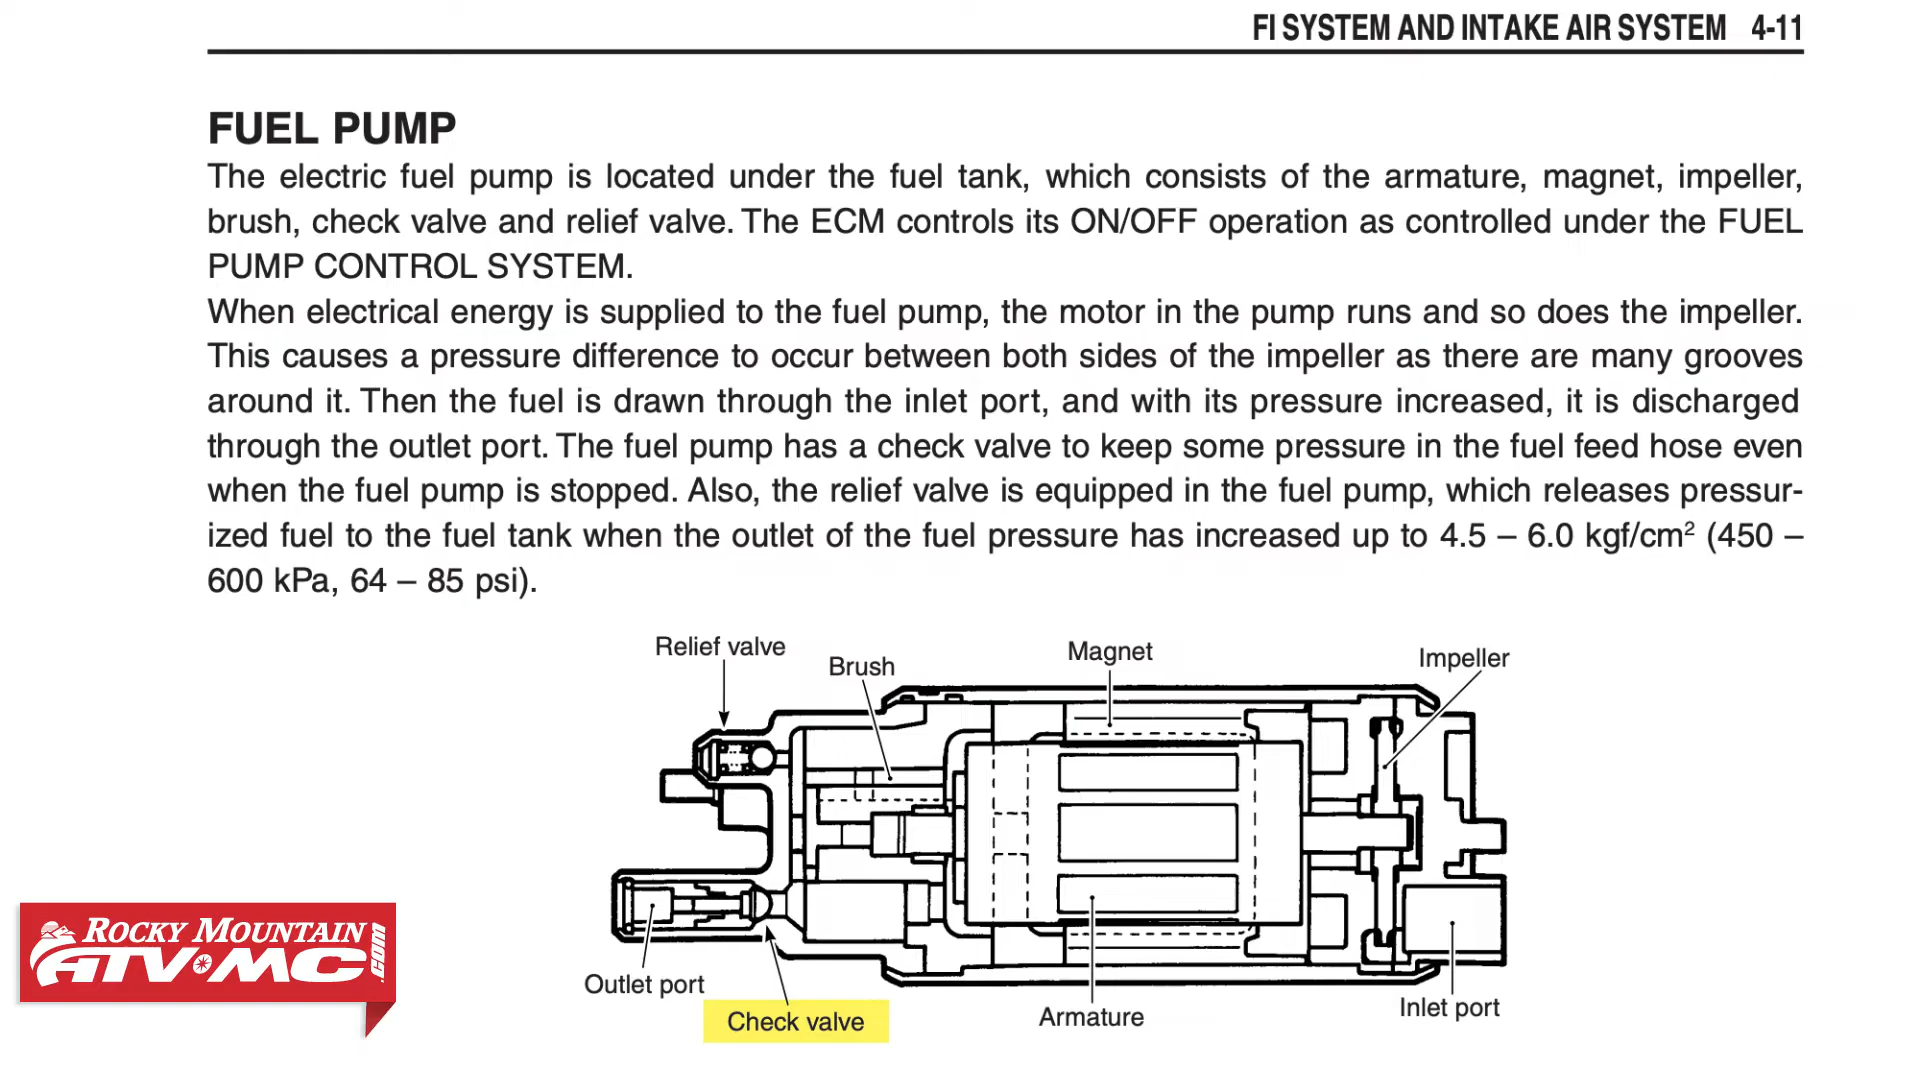 FI SYSTEM AND INTAKE AIR SYSTEM 4-11
FUEL PUMP
The electric fuel pump is located under the fuel tank, which consists of the armature, magnet, impeller,
brush, check valve and relief valve. The ECM controls its ON/OFF operation as controlled under the FUEL
PUMP CONTROL SYSTEM.
When electrical energy is supplied to the fuel pump, the motor in the pump runs and so does the impeller.
This causes a pressure difference to occur between both sides of the impeller as there are many grooves
around it. Then the fuel is drawn through the inlet port, and with its pressure increased, it is discharged
through the outlet port. The fuel pump has a check valve to keep some pressure in the fuel feed hose even
when the fuel pump is stopped. Also, the relief valve is equipped in the fuel pump, which releases pressur-
ized fuel to the fuel tank when the outlet of the fuel pressure has increased up to 4.5 – 6.0 kgf/cm² (450 –
600 kPa, 64 – 85 psi).
Relief valve
Brush
Magnet
Impeller
Outlet port
Check valve
Armature
Inlet port
ROCKY MOUNTAIN
ATV•MC.COM